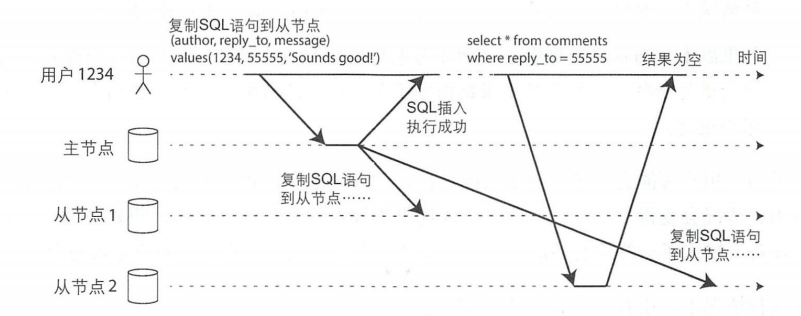 复制SQL语句到从节点
(author, reply_to, message)
values(1234, 55555, 'Sounds good!')
select * from comments
where reply_to = 55555
结果为空
时间
用户 1234
SQL插入
执行成功
主节点
复制SQL语句
到从节点……
从节点 1
复制SQL语句
到从节点……
从节点 2